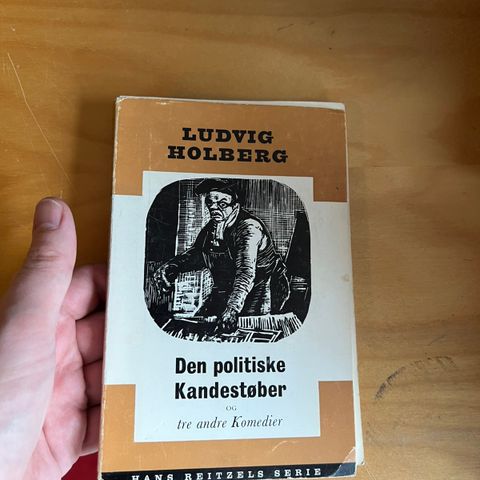 LUDVIG
HOLBERG
Den politiske
Kandestøber
OG
tre andre Komedier
HANS REITZELS SERIE